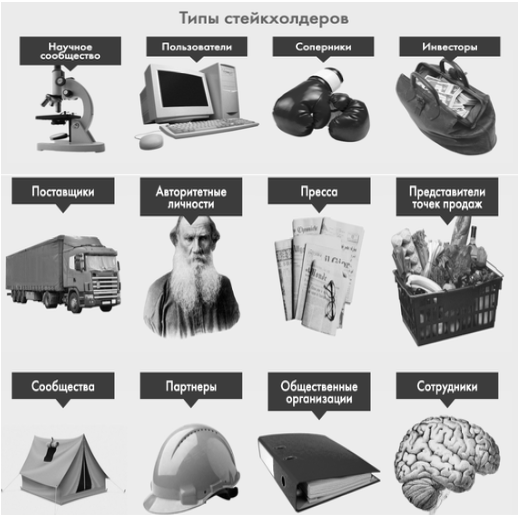 Типы стейкхолдеров
Научное
сообщество
Пользователи
Соперники
Инвесторы
Поставщики
Авторитетные
личности
Пресса
Представители
точек продаж
Сообщества
Партнеры
Общественные
организации
Сотрудники